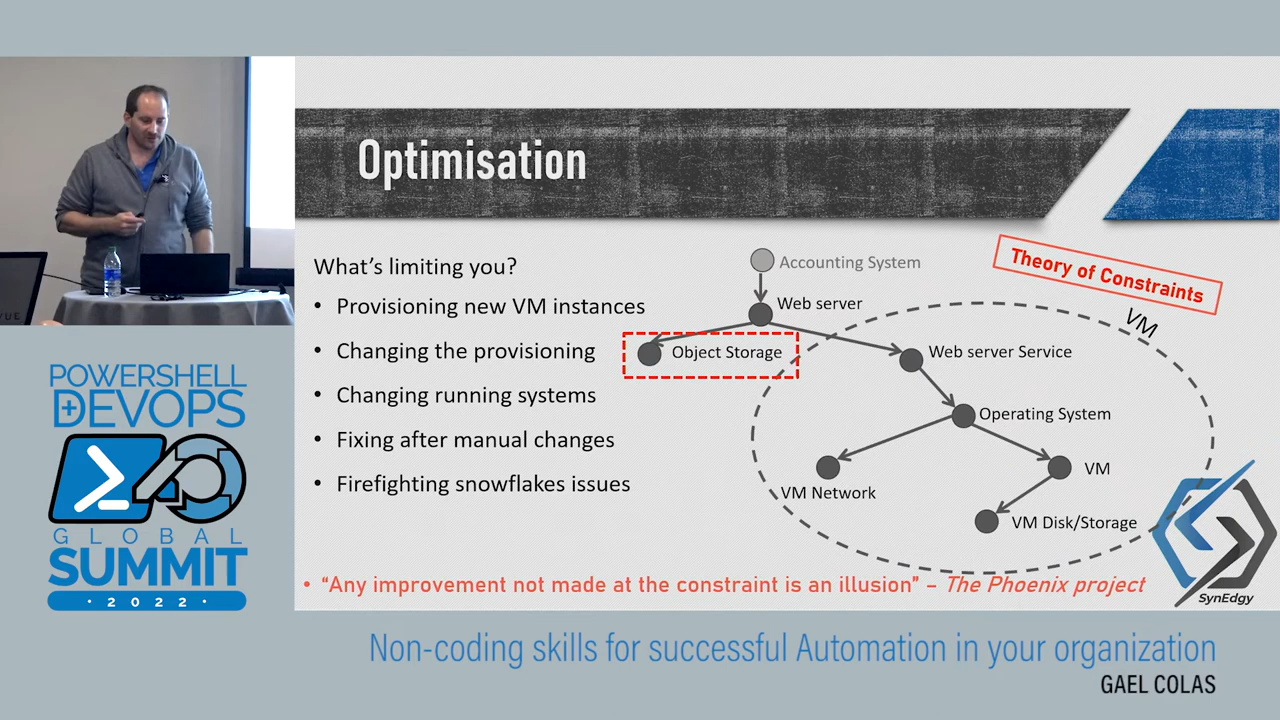 Optimisation
What's limiting you?
• Provisioning new VM instances
• Changing the provisioning
• Changing running systems
• Fixing after manual changes
• Firefighting snowflakes issues
Accounting System
Web server
Object Storage
Web server Service
Operating System
VM Network
VM
VM Disk/Storage
VM
Theory of Constraints
• "Any improvement not made at the constraint is an illusion" – The Phoenix project
SynEdgy
VUE
POWERSHELL
DEVOPS
GLOBAL
SUMMIT
· 2022 ·
Non-coding skills for successful Automation in your organization
GAEL COLAS